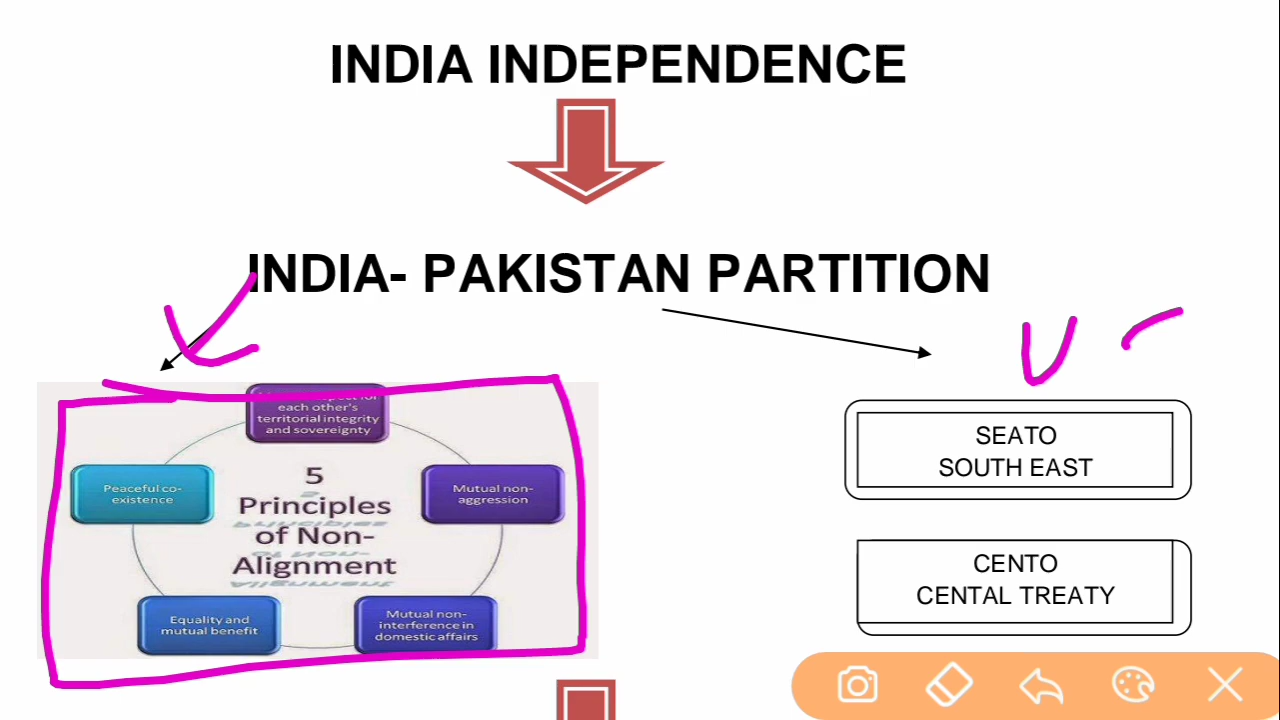 INDIA INDEPENDENCE
INDIA- PAKISTAN PARTITION
each other's
territorial integrity
and sovereignty
Peaceful co-
existence
5
Principles
of Non-
Alignment
Mutual non-
aggression
Equality and
mutual benefit
Mutual non-
interference in
domestic affairs
SEATO
SOUTH EAST
CENTO
CENTAL TREATY